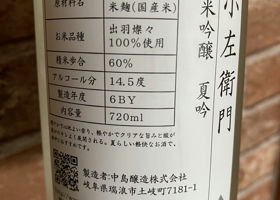 小左衛門
米吟醸 夏吟
原材料名 米麹(国産米)
お米品種 出羽燦々
100%使用
精米歩合 60%
アルコール分 14.5度
製造年度 6BY
内容量 720ml
製造者:中島醸造株式会社
岐阜県瑞浪市土岐町7181-1